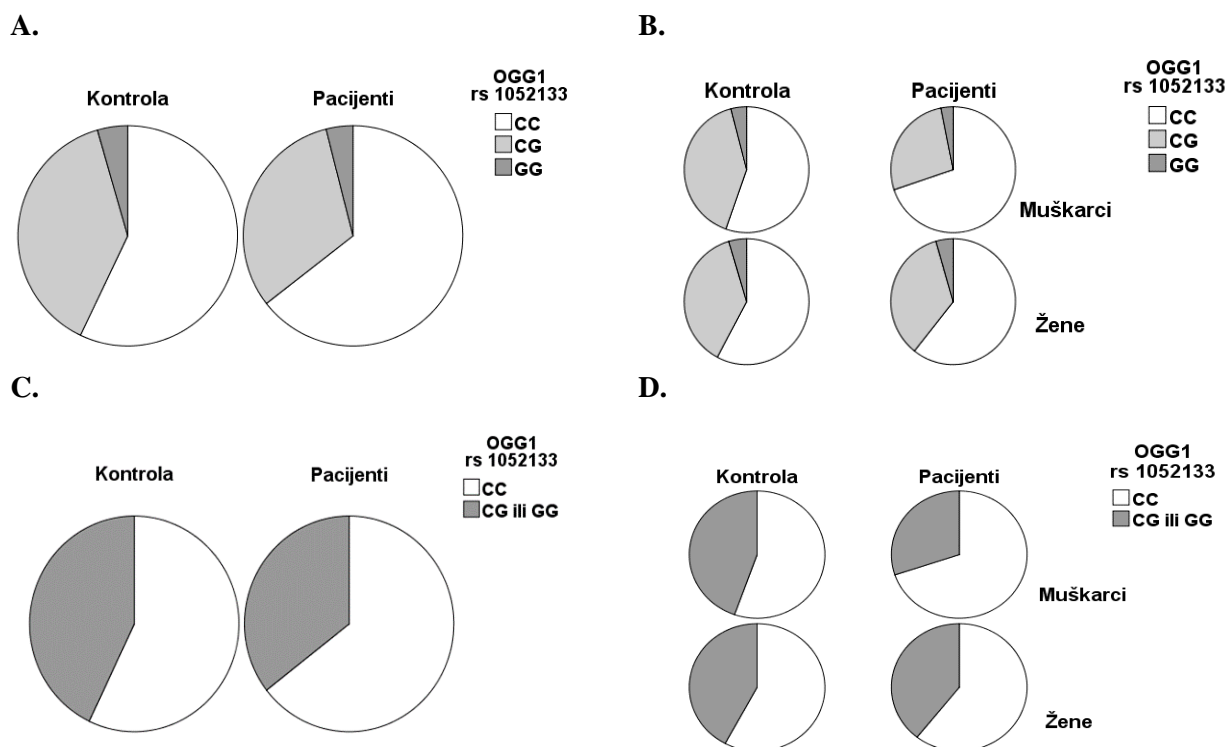 A.
Kontrola
Pacijenti
OGG1
rs 1052133
CC
CG
GG
B.
Kontrola
Pacijenti
OGG1
rs 1052133
CC
CG
GG
Muškarci
Žene
C.
Kontrola
Pacijenti
OGG1
rs 1052133
CC
CG ili GG
D.
Kontrola
Pacijenti
OGG1
rs 1052133
CC
CG ili GG
Muškarci
Žene